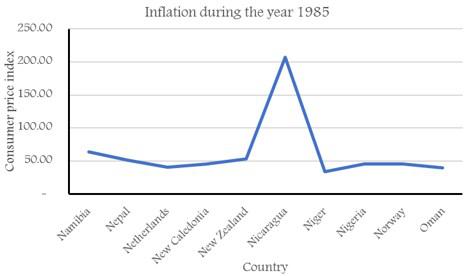 Inflation during the year 1985
Consumer price index
250.00
200.00
150.00
100.00
50.00
-
Namibia
Nepal
Netherlands
New Caledonia
New Zealand
Nicaragua
Niger
Nigeria
Norway
Oman
Country